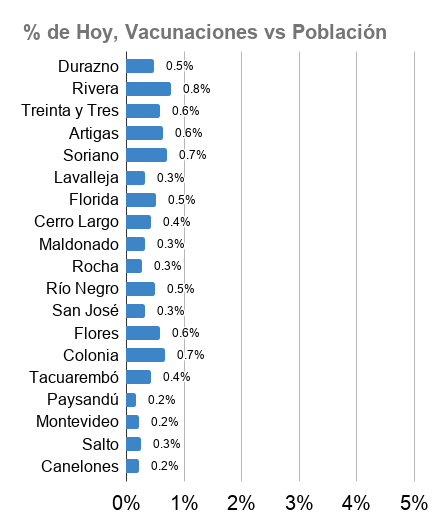 % de Hoy, Vacunaciones vs Población
Durazno 0.5%
Rivera 0.8%
Treinta y Tres 0.6%
Artigas 0.6%
Soriano 0.7%
Lavalleja 0.3%
Florida 0.5%
Cerro Largo 0.4%
Maldonado 0.3%
Rocha 0.3%
Río Negro 0.5%
San José 0.3%
Flores 0.6%
Colonia 0.7%
Tacuarembó 0.4%
Paysandú 0.2%
Montevideo 0.2%
Salto 0.3%
Canelones 0.2%
0% 1% 2% 3% 4% 5%